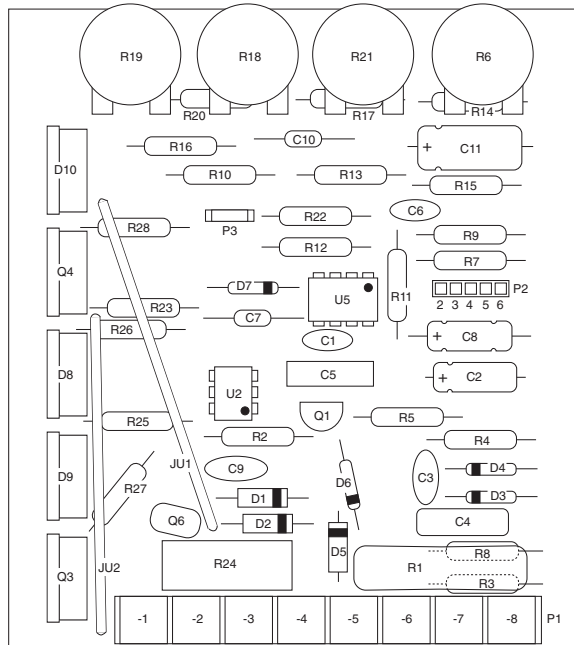 R19 R18 R21 R6
R20 R17 R14
R16 C10 C11 +
D10 R10 R13 R15
C6
P3 R22
R28 R9
Q4 R12 R7
D7 U5 R11 P2
2 3 4 5 6
R23 C7
R26 C1 + C8
D8 C5 + C2
U2
R25 Q1 R5
R2 R4
JU1 C9 D6 C3 D4
D9 R27 D1 D3
Q6 D2 C4
D5 R8
Q3 JU2 R24 R1
R3
-1 -2 -3 -4 -5 -6 -7 -8 P1